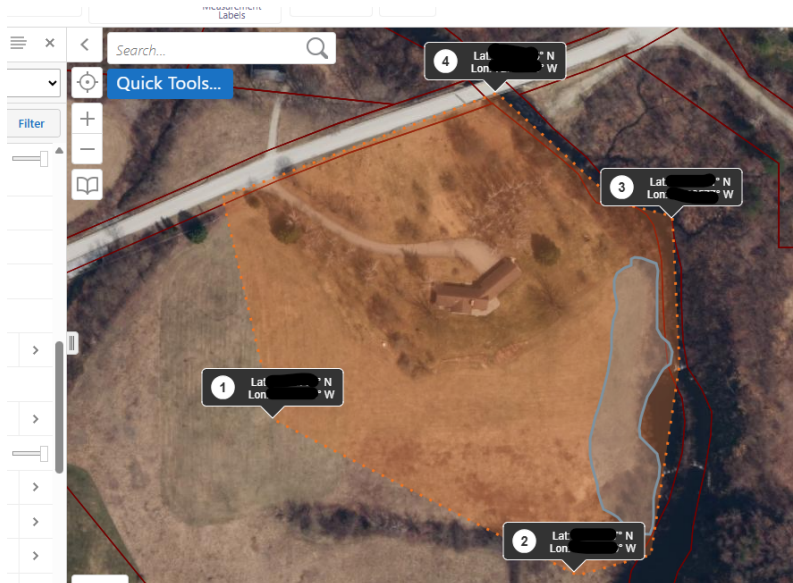 Measurement
Labels
Search...
Quick Tools...
Filter
4
Lat. ° N
Lon. ° W
3
Lat. ° N
Lon. ° W
1
Lat ° N
Lon. ° W
2
Lat. ° N
Lon. ° W